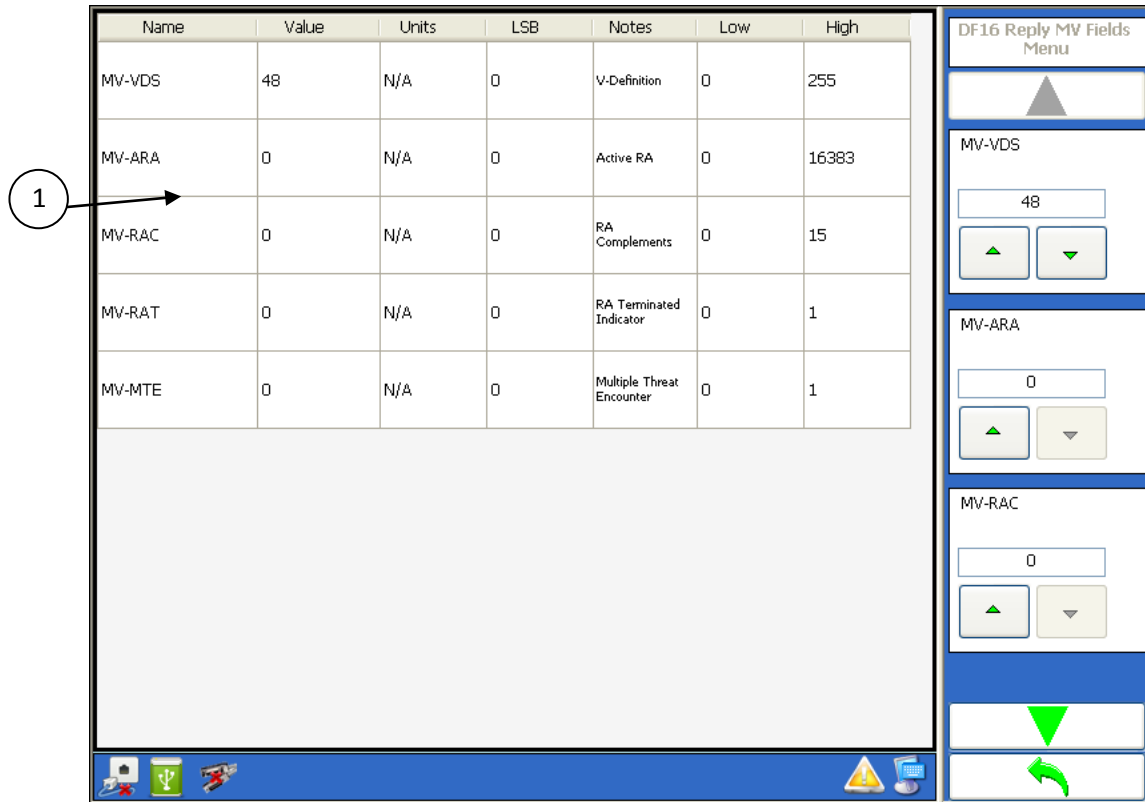 Name Value Units LSB Notes Low High
MV-VDS 48 N/A 0 V-Definition 0 255
MV-ARA 0 N/A 0 Active RA 0 16383
MV-RAC 0 N/A 0 RA Complements 0 15
MV-RAT 0 N/A 0 RA Terminated Indicator 0 1
MV-MTE 0 N/A 0 Multiple Threat Encounter 0 1
1
DF16 Reply MV Fields
Menu
MV-VDS
48
MV-ARA
0
MV-RAC
0